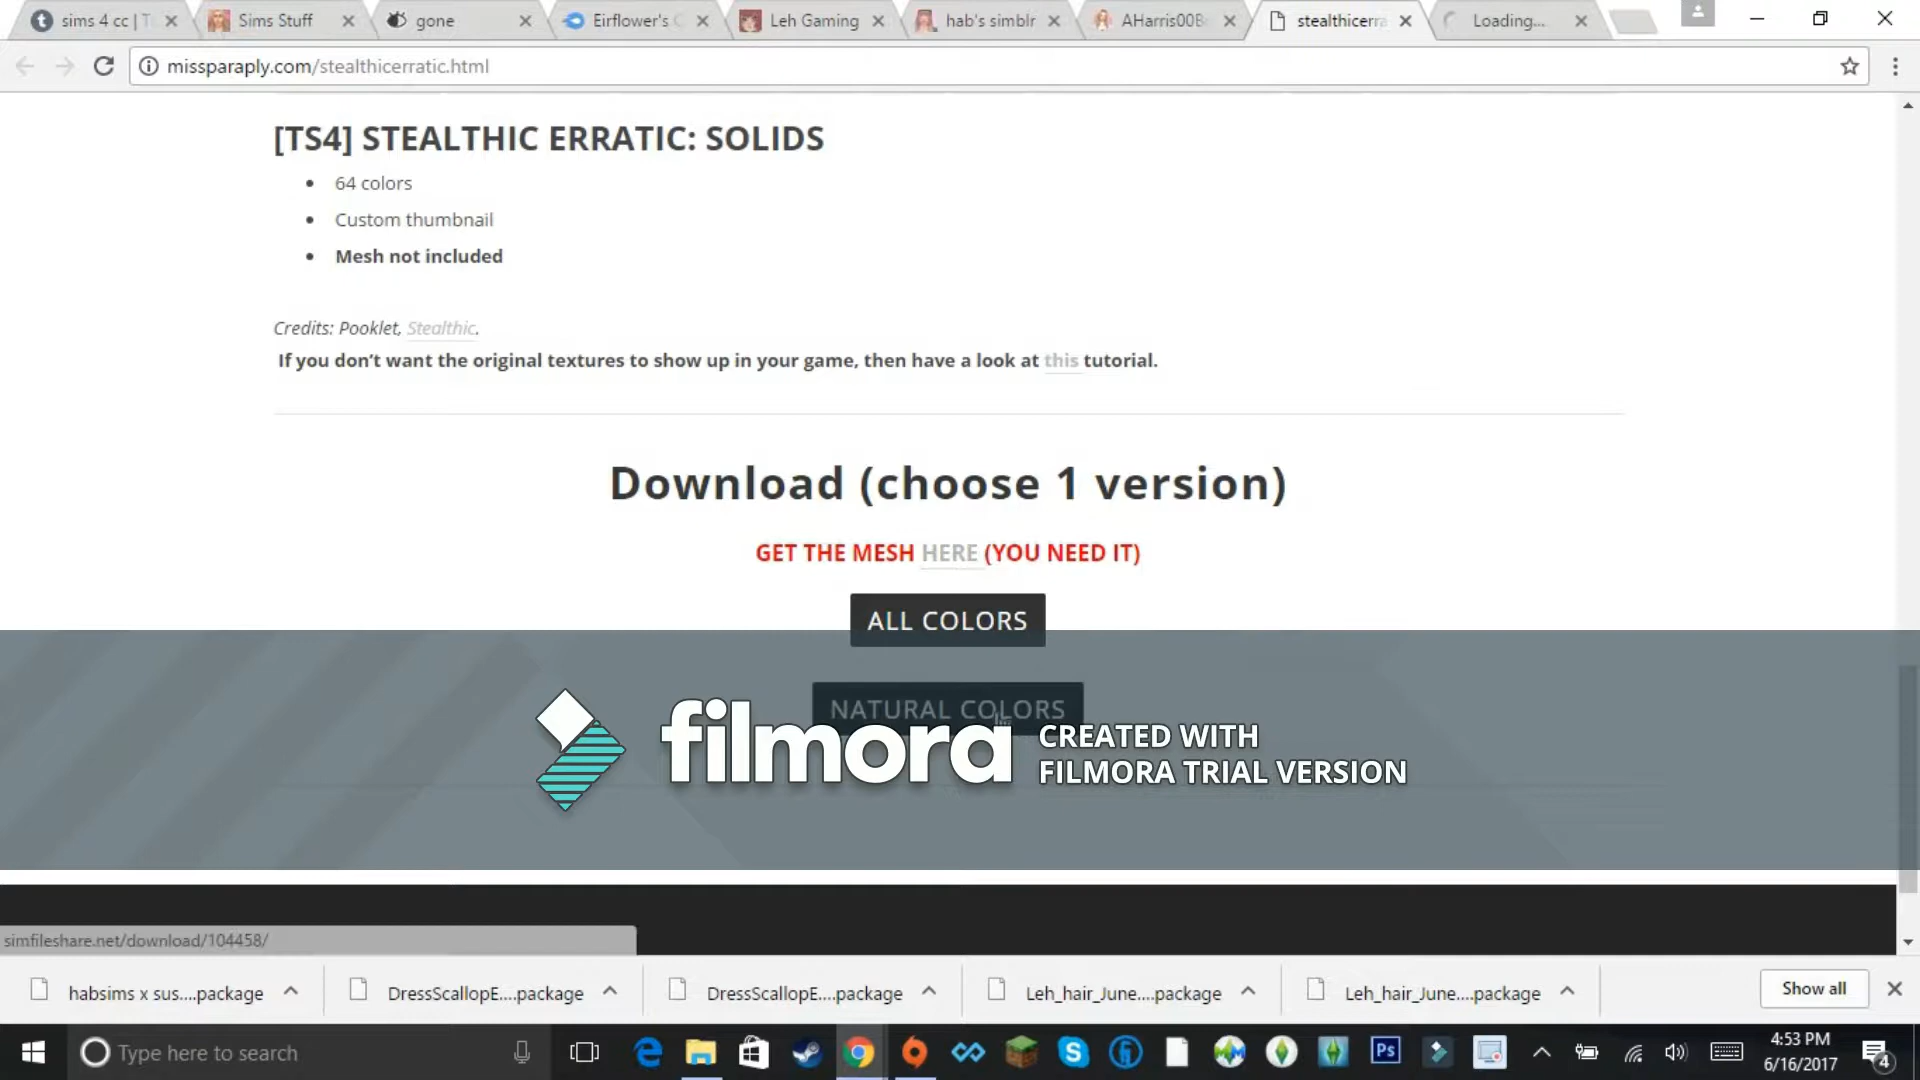 sims 4 cc | T
Sims Stuff
gone
Eirflower's C
Leh Gaming
hab's simblr
AHarris00B
stealthicerra
Loading...
missparaply.com/stealthicerratic.html
[TS4] STEALTHIC ERRATIC: SOLIDS
64 colors
Custom thumbnail
Mesh not included
Credits: Pooklet, Stealthic.
If you don't want the original textures to show up in your game, then have a look at this tutorial.
Download (choose 1 version)
GET THE MESH HERE (YOU NEED IT)
ALL COLORS
NATURAL COLORS
filmora
CREATED WITH
FILMORA TRIAL VERSION
simfileshare.net/download/104458/
habsims x sus....package
DressScallopE....package
DressScallopE....package
Leh_hair_June....package
Leh_hair_June....package
Show all
Type here to search
Ps
4:53 PM
6/16/2017
4